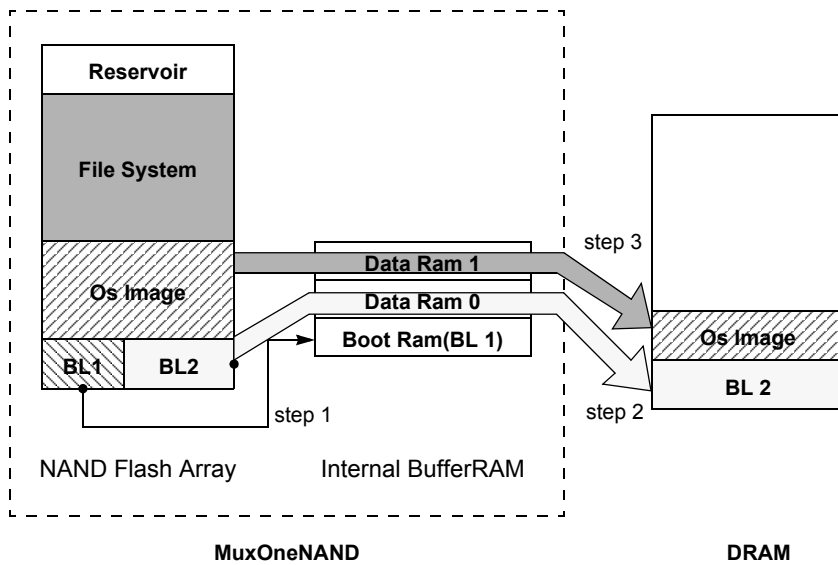 Reservoir
File System
Os Image
BL1
BL2
step 1
NAND Flash Array
Data Ram 1
Data Ram 0
Boot Ram(BL 1)
Internal BufferRAM
step 3
step 2
Os Image
BL 2
MuxOneNAND
DRAM